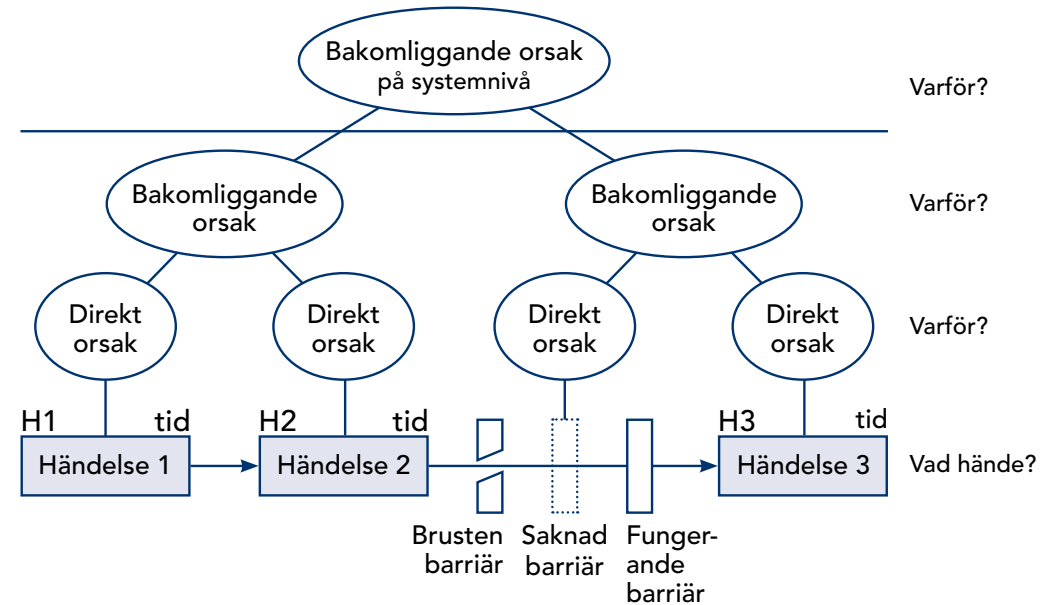 Bakomliggande orsak
på systemnivå
Varför?
Bakomliggande
orsak
Bakomliggande
orsak
Varför?
Direkt
orsak
Direkt
orsak
Direkt
orsak
Direkt
orsak
Varför?
H1 tid
H2 tid
H3 tid
Händelse 1
Händelse 2
Händelse 3
Vad hände?
Brusten
barriär
Saknad
barriär
Funger-
ande
barriär